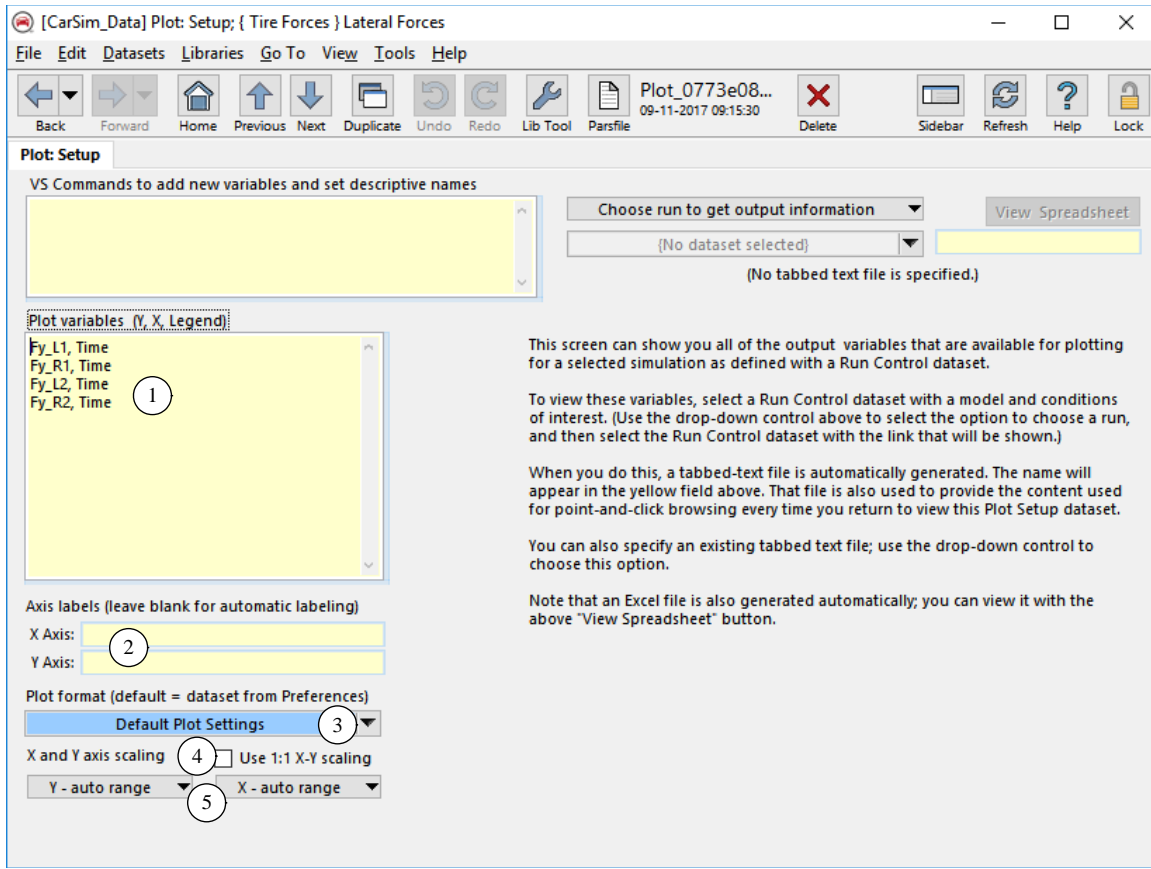 [CarSim_Data] Plot: Setup; { Tire Forces } Lateral Forces
File Edit Datasets Libraries Go To View Tools Help
Plot_0773e08...
09-11-2017 09:15:30
Back Forward Home Previous Next Duplicate Undo Redo Lib Tool Parsfile Delete Sidebar Refresh Help Lock
Plot: Setup
VS Commands to add new variables and set descriptive names
Choose run to get output information
View Spreadsheet
{No dataset selected}
(No tabbed text file is specified.)
Plot variables (Y, X, Legend)
Fy_L1, Time
Fy_R1, Time
Fy_L2, Time
Fy_R2, Time
1
This screen can show you all of the output variables that are available for plotting
for a selected simulation as defined with a Run Control dataset.
To view these variables, select a Run Control dataset with a model and conditions
of interest. (Use the drop-down control above to select the option to choose a run,
and then select the Run Control dataset with the link that will be shown.)
When you do this, a tabbed-text file is automatically generated. The name will
appear in the yellow field above. That file is also used to provide the content used
for point-and-click browsing every time you return to view this Plot Setup dataset.
You can also specify an existing tabbed text file; use the drop-down control to
choose this option.
Note that an Excel file is also generated automatically; you can view it with the
above "View Spreadsheet" button.
Axis labels (leave blank for automatic labeling)
X Axis:
2
Y Axis:
Plot format (default = dataset from Preferences)
Default Plot Settings 3
X and Y axis scaling 4 Use 1:1 X-Y scaling
Y - auto range X - auto range
5